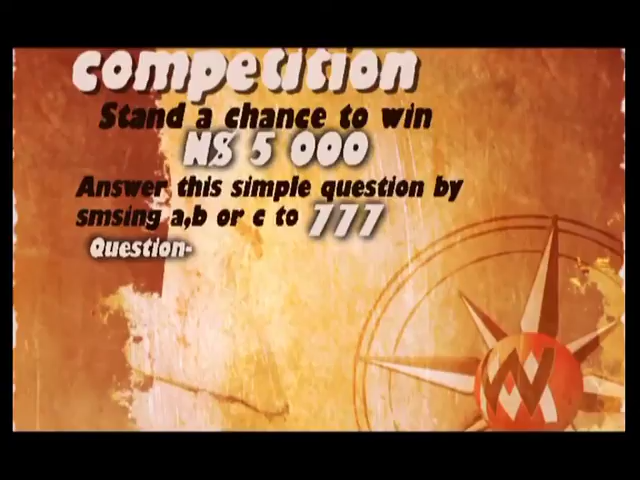 competition
Stand a chance to win
N$ 5 000
Answer this simple question by
smsing a,b or c to 777
Question-